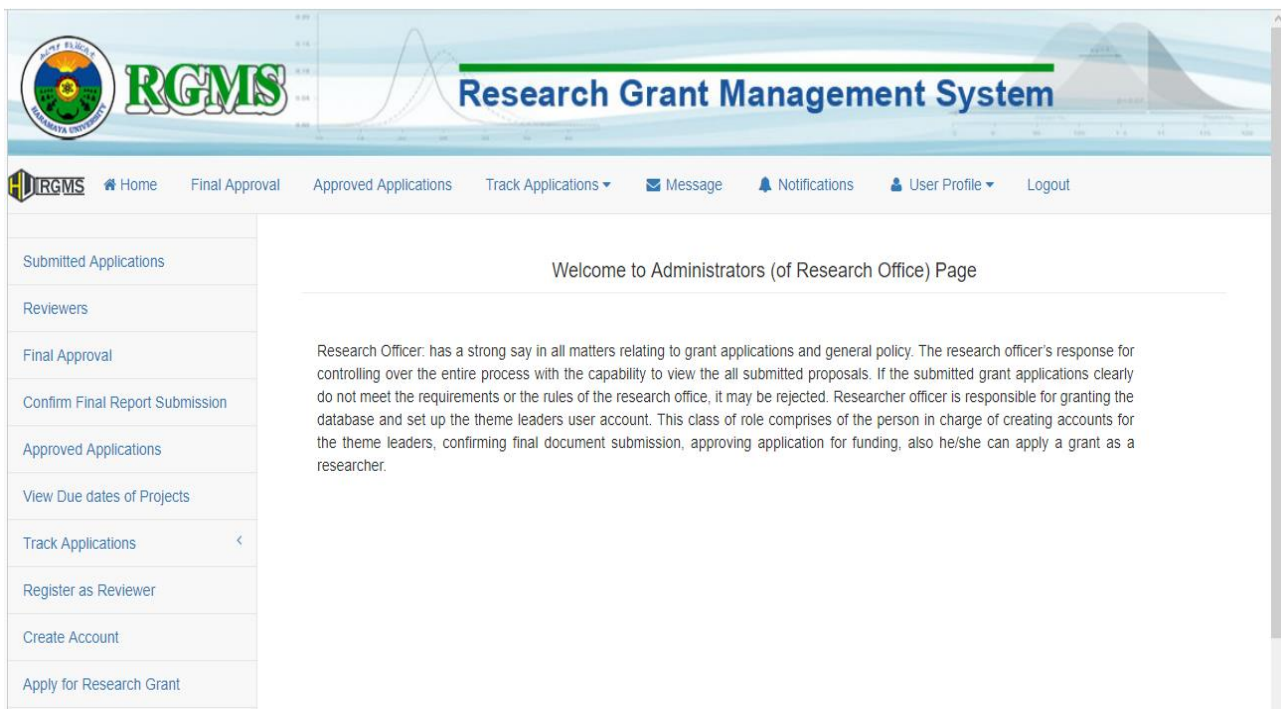 HARAMAYA UNIVERSITY
RGMS
Research Grant Management System
HU RGMS
Home
Final Approval
Approved Applications
Track Applications
Message
Notifications
User Profile
Logout
Submitted Applications
Reviewers
Final Approval
Confirm Final Report Submission
Approved Applications
View Due dates of Projects
Track Applications
Register as Reviewer
Create Account
Apply for Research Grant
Welcome to Administrators (of Research Office) Page
Research Officer: has a strong say in all matters relating to grant applications and general policy. The research officer's response for
controlling over the entire process with the capability to view the all submitted proposals. If the submitted grant applications clearly
do not meet the requirements or the rules of the research office, it may be rejected. Researcher officer is responsible for granting the
database and set up the theme leaders user account. This class of role comprises of the person in charge of creating accounts for
the theme leaders, confirming final document submission, approving application for funding, also he/she can apply a grant as a
researcher.